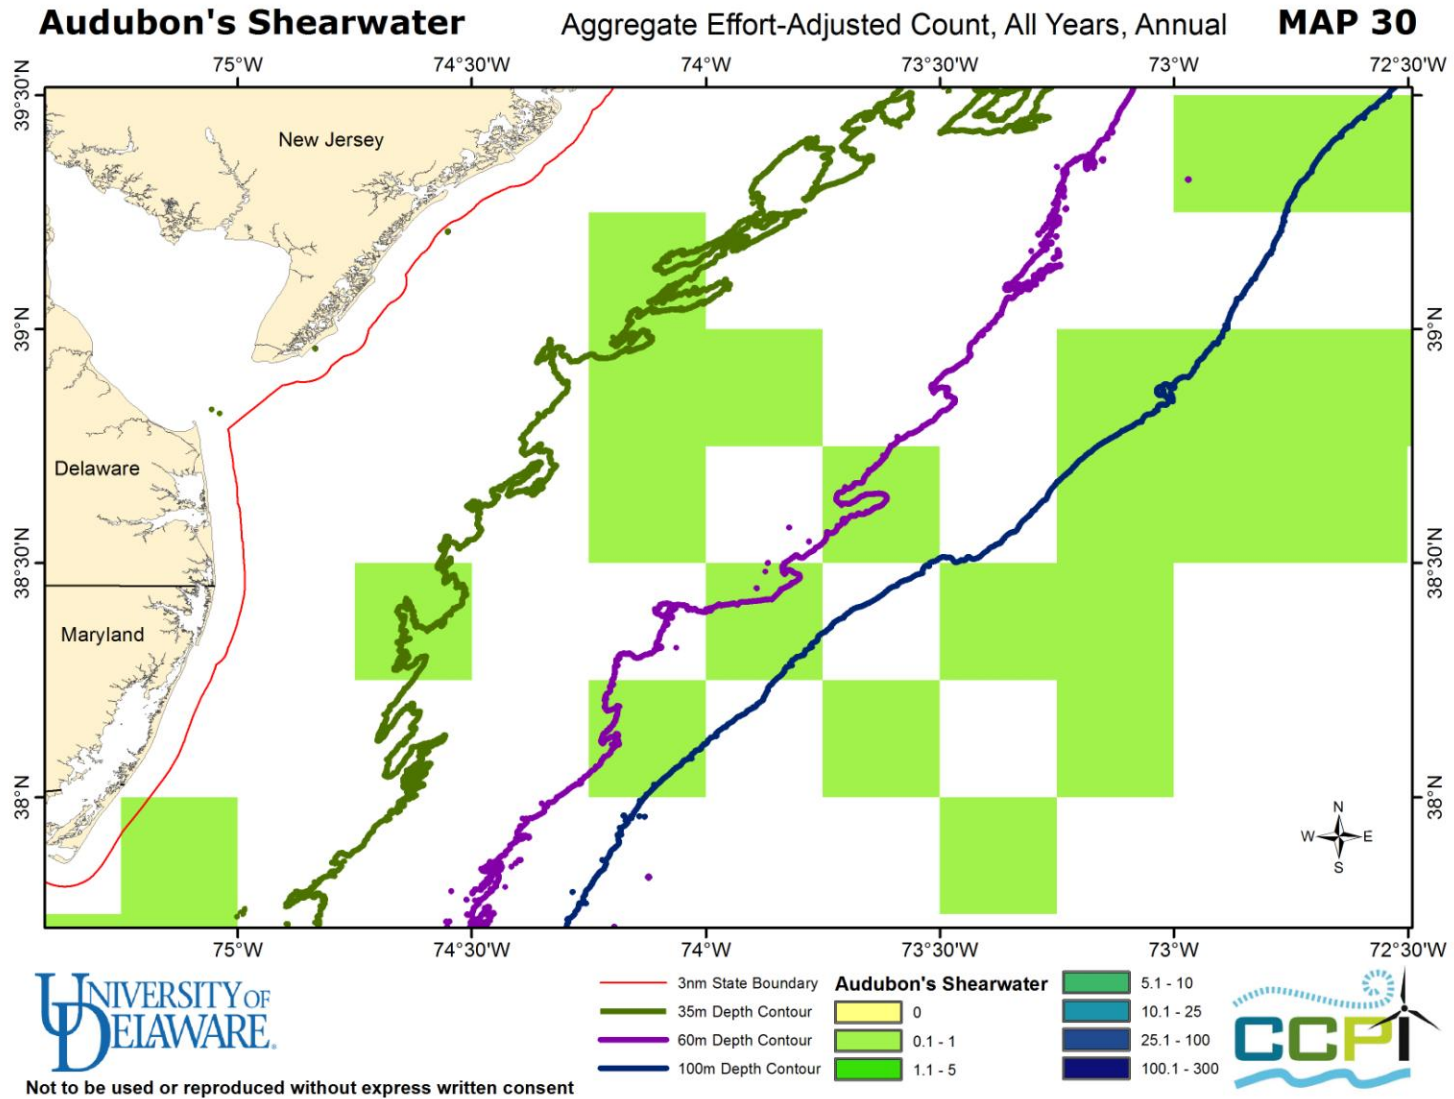 Audubon's Shearwater Aggregate Effort-Adjusted Count, All Years, Annual MAP 30
75°W 74°30'W 74°W 73°30'W 73°W 72°30'W
39°30'N
39°N 39°N
38°30'N 38°30'N
38°N 38°N
New Jersey
Delaware
Maryland
N
W E
S
75°W 74°30'W 74°W 73°30'W 73°W 72°30'W
UNIVERSITY OF
DELAWARE.
Not to be used or reproduced without express written consent
3nm State Boundary
35m Depth Contour
60m Depth Contour
100m Depth Contour
Audubon's Shearwater
0
0.1 - 1
1.1 - 5
5.1 - 10
10.1 - 25
25.1 - 100
100.1 - 300
CCPI